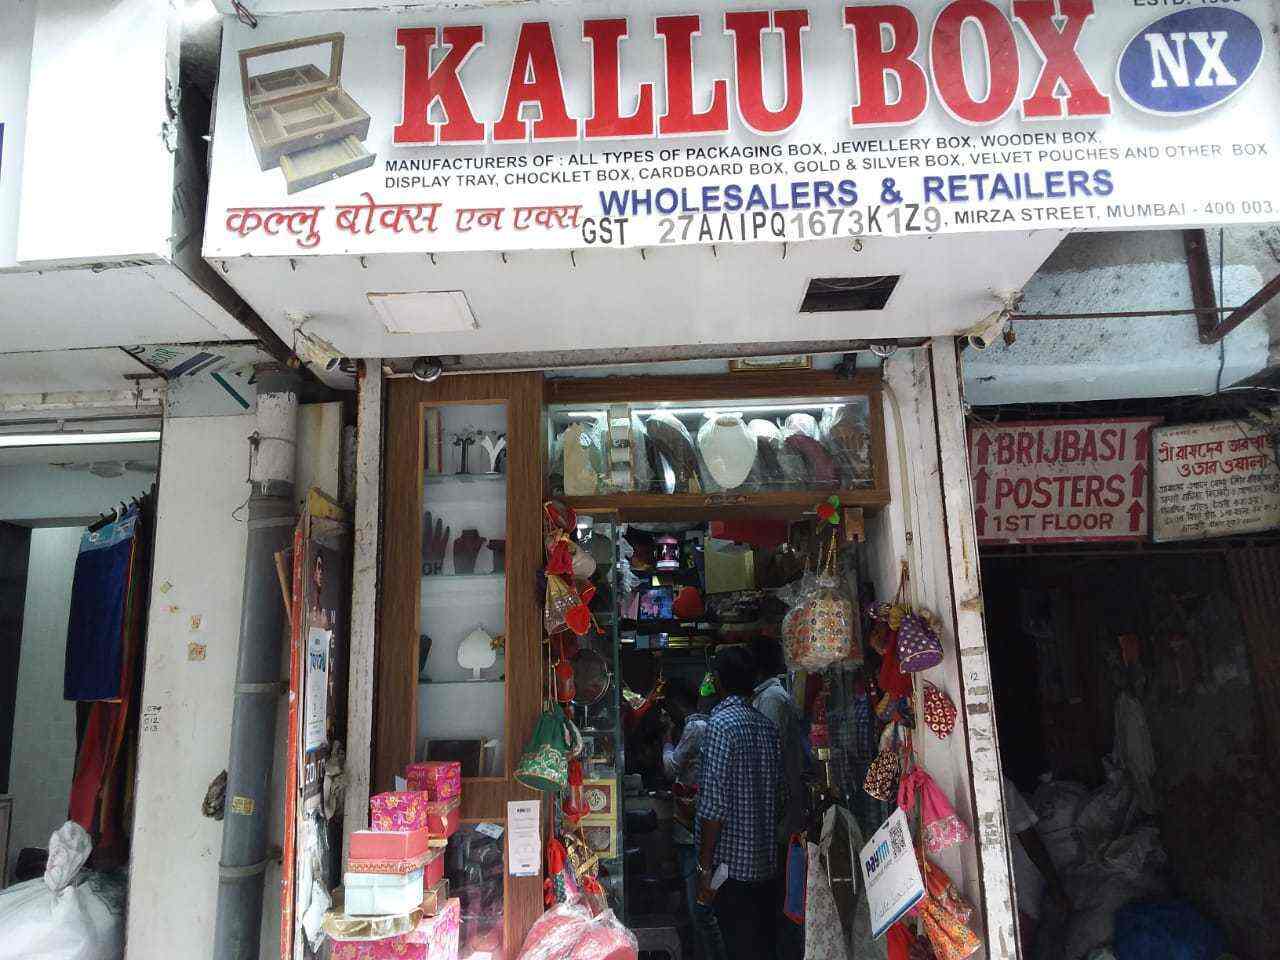 KALLU BOX
NX
MANUFACTURERS OF : ALL TYPES OF PACKAGING BOX, JEWELLERY BOX, WOODEN BOX,
DISPLAY TRAY, CHOCKLET BOX, CARDBOARD BOX, GOLD & SILVER BOX, VELVET POUCHES AND OTHER BOX
WHOLESALERS & RETAILERS
कल्लु बोक्स एन एक्स
GST 27AAIPQ1673K1Z9, MIRZA STREET, MUMBAI - 400 003.
BRIJBASI
POSTERS
1ST FLOOR
paytm
12